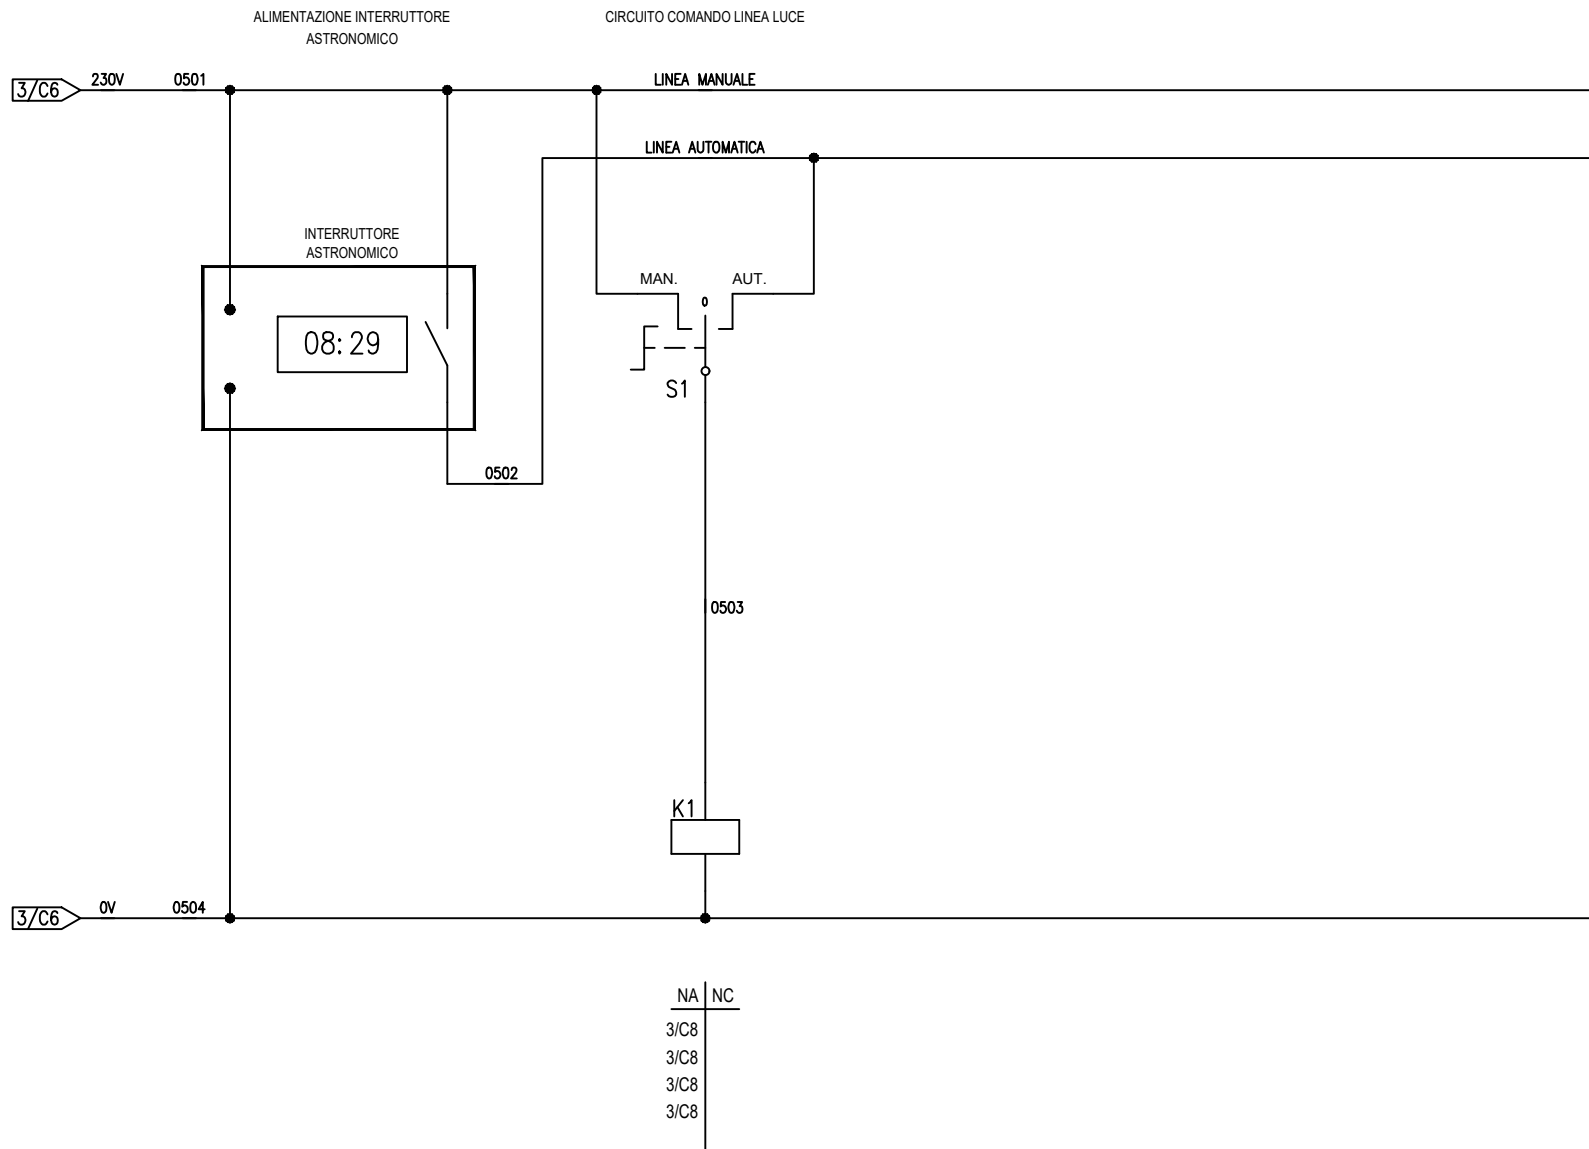 ALIMENTAZIONE INTERRUTTORE
ASTRONOMICO
CIRCUITO COMANDO LINEA LUCE
3/C6
230V
0501
LINEA MANUALE
LINEA AUTOMATICA
INTERRUTTORE
ASTRONOMICO
08:29
MAN.
0
AUT.
S1
0502
0503
K1
3/C6
0V
0504
NA NC
3/C8
3/C8
3/C8
3/C8